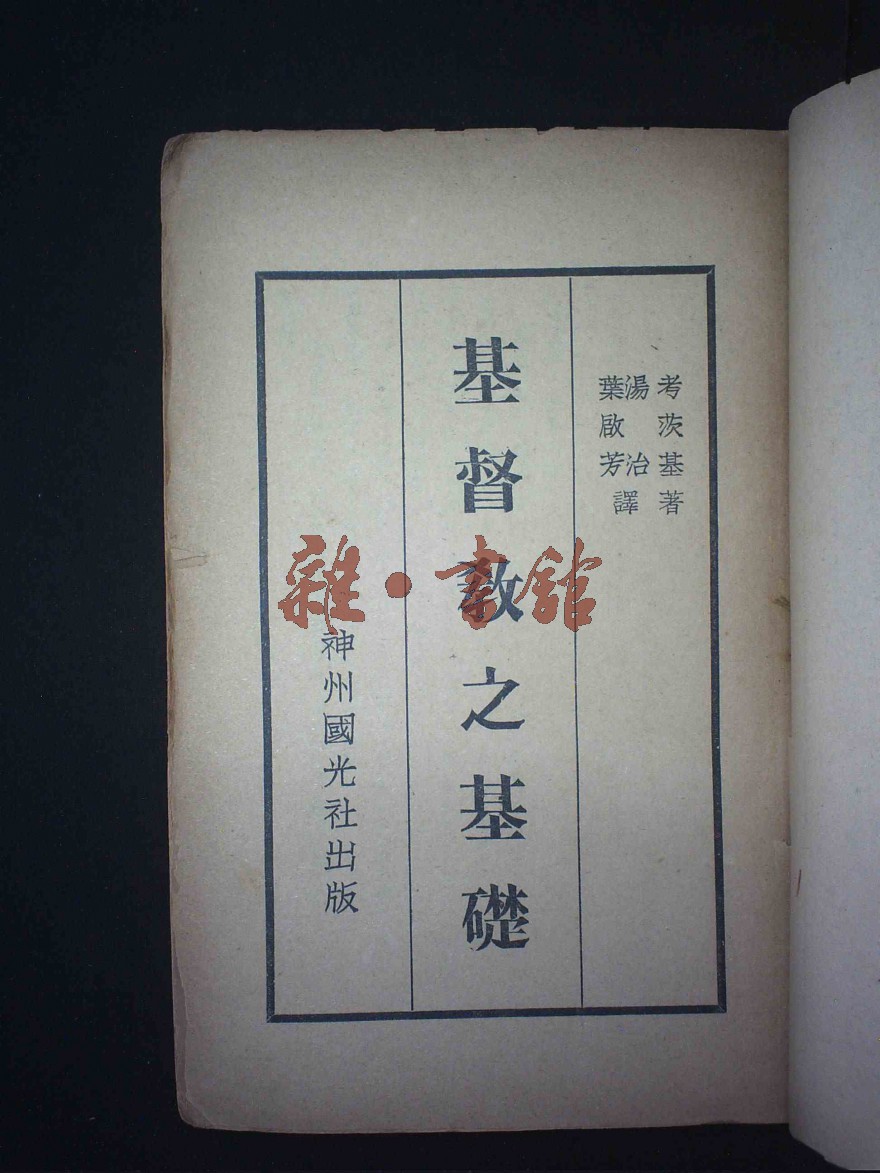 考茨基著
湯治
葉啟芳
譯
基督教之基礎
神州國光社出版
雜·書館